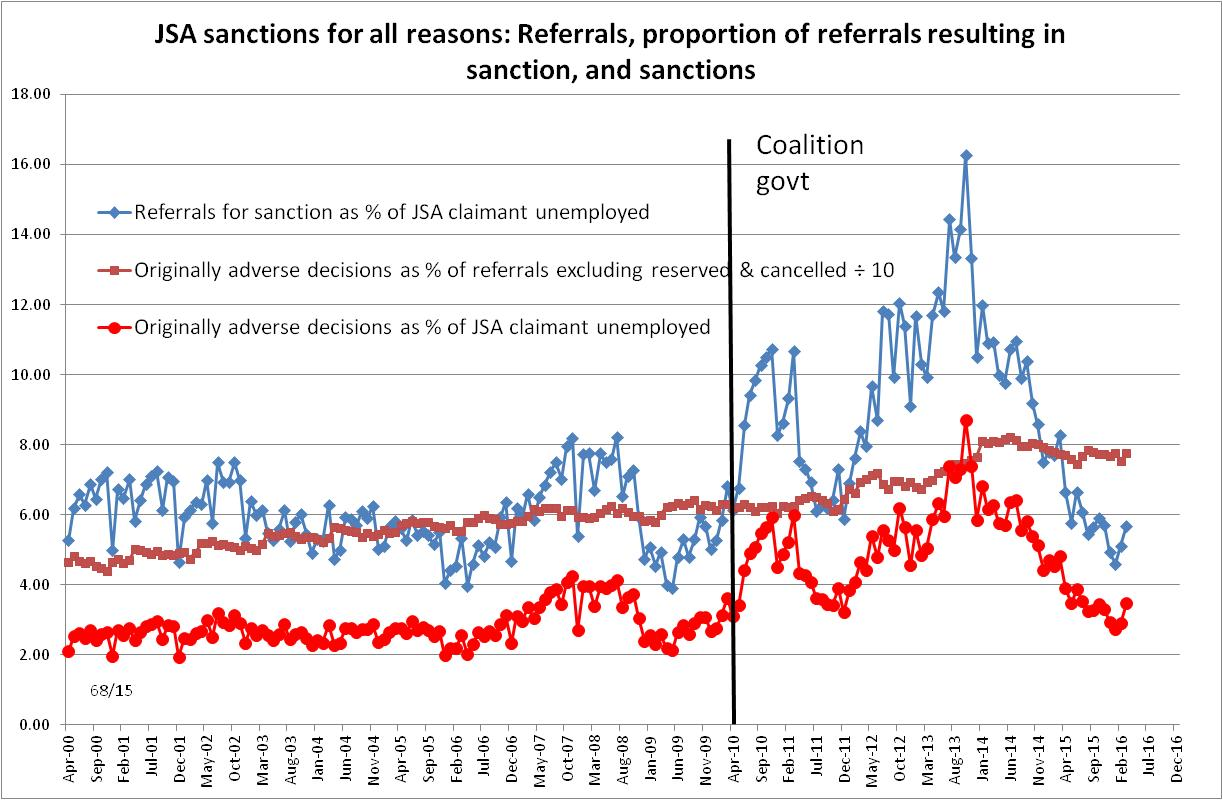 JSA sanctions for all reasons: Referrals, proportion of referrals resulting in
sanction, and sanctions
18.00
16.00
14.00
12.00
10.00
8.00
6.00
4.00
2.00
0.00
Coalition
govt
Referrals for sanction as % of JSA claimant unemployed
Originally adverse decisions as % of referrals excluding reserved & cancelled ÷ 10
Originally adverse decisions as % of JSA claimant unemployed
68/15
Apr-00
Sep-00
Feb-01
Jul-01
Dec-01
May-02
Oct-02
Mar-03
Aug-03
Jan-04
Jun-04
Nov-04
Apr-05
Sep-05
Feb-06
Jul-06
Dec-06
May-07
Oct-07
Mar-08
Aug-08
Jan-09
Jun-09
Nov-09
Apr-10
Sep-10
Feb-11
Jul-11
Dec-11
May-12
Oct-12
Mar-13
Aug-13
Jan-14
Jun-14
Nov-14
Apr-15
Sep-15
Feb-16
Jul-16
Dec-16